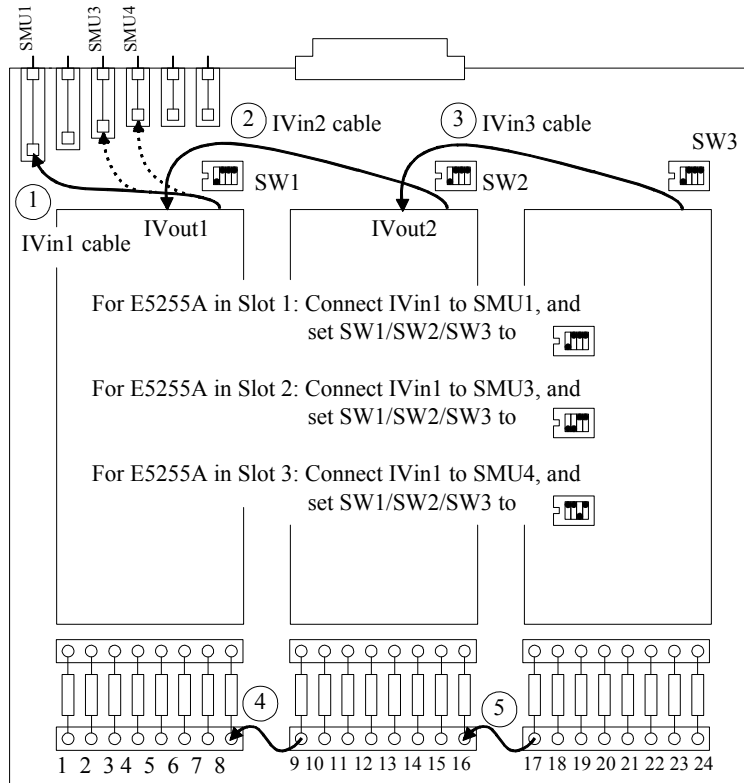 SMU1
SMU3
SMU4
2 IVin2 cable
3 IVin3 cable
SW1
SW2
SW3
1
IVin1 cable
IVout1
IVout2
For E5255A in Slot 1: Connect IVin1 to SMU1, and
set SW1/SW2/SW3 to
For E5255A in Slot 2: Connect IVin1 to SMU3, and
set SW1/SW2/SW3 to
For E5255A in Slot 3: Connect IVin1 to SMU4, and
set SW1/SW2/SW3 to
4
5
1 2 3 4 5 6 7 8
9 10 11 12 13 14 15 16
17 18 19 20 21 22 23 24